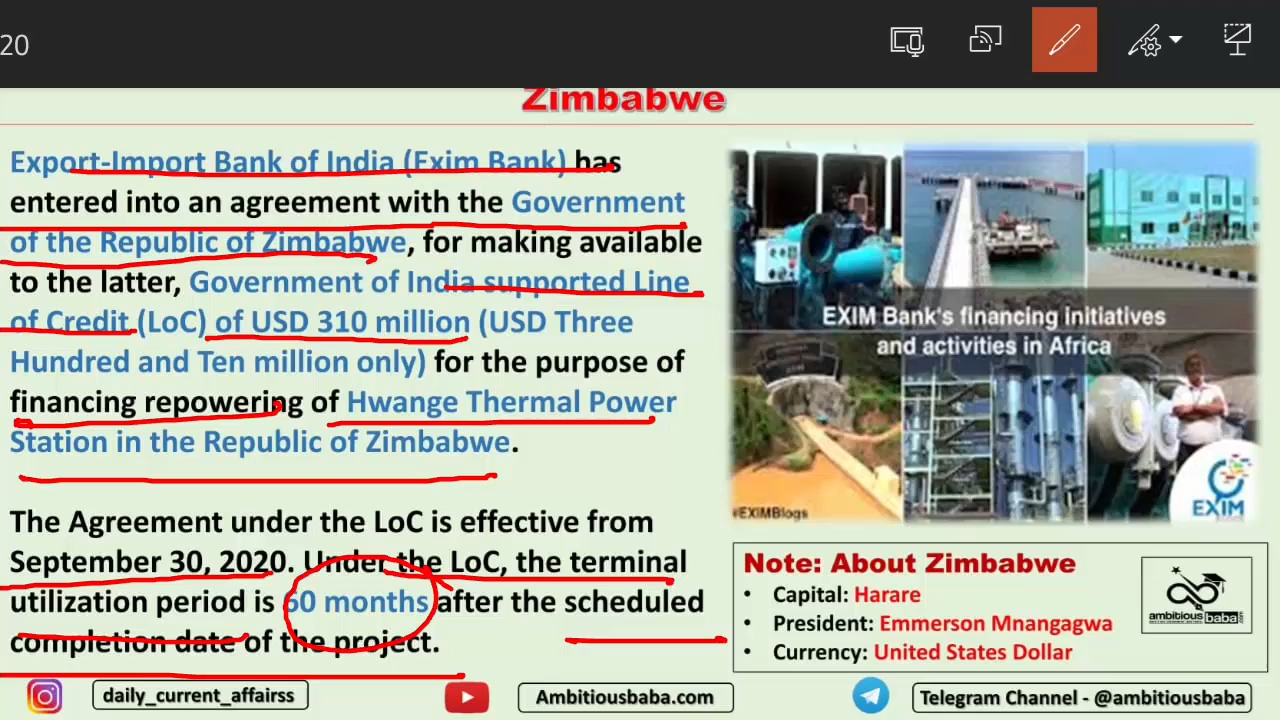 20
Zimbabwe
Export-Import Bank of India (Exim Bank) has
entered into an agreement with the Government
of the Republic of Zimbabwe, for making available
to the latter, Government of India supported Line
of Credit (LoC) of USD 310 million (USD Three
Hundred and Ten million only) for the purpose of
financing repowering of Hwange Thermal Power
Station in the Republic of Zimbabwe.
The Agreement under the LoC is effective from
September 30, 2020. Under the LoC, the terminal
utilization period is 60 months after the scheduled
completion date of the project.
EXIM Bank's financing initiatives
and activities in Africa
#EXIMBlogs
EXIM
Note: About Zimbabwe
• Capital: Harare
• President: Emmerson Mnangagwa
• Currency: United States Dollar
ambitiousbaba.com
daily_current_affairss
Ambitiousbaba.com
Telegram Channel - @ambitiousbaba